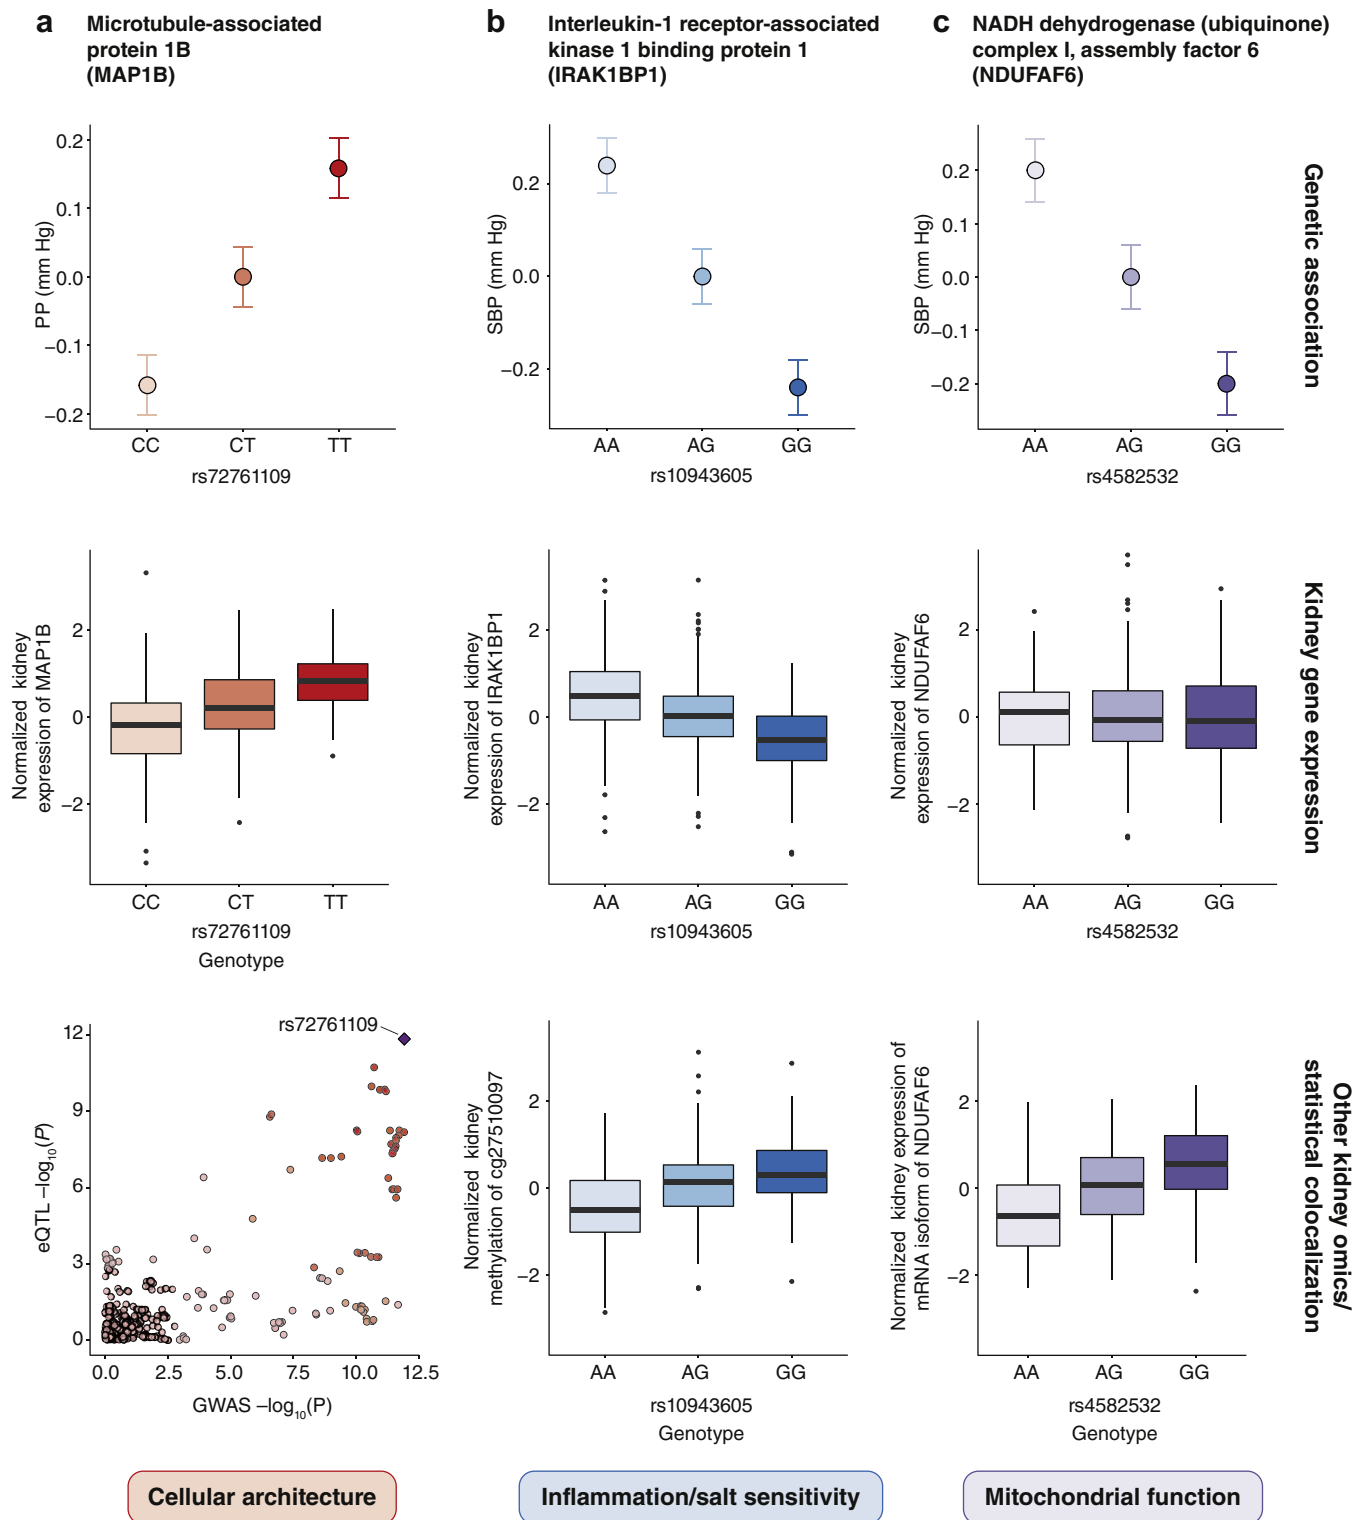 a
Microtubule-associated
protein 1B
(MAP1B)
b
Interleukin-1 receptor-associated
kinase 1 binding protein 1
(IRAK1BP1)
c
NADH dehydrogenase (ubiquinone)
complex I, assembly factor 6
(NDUFAF6)
PP (mm Hg)
0.2
0.1
0.0
–0.1
–0.2
CC CT TT
rs72761109
SBP (mm Hg)
0.2
0.0
–0.2
AA AG GG
rs10943605
SBP (mm Hg)
0.2
0.1
0.0
–0.1
–0.2
AA AG GG
rs4582532
Genetic association
Normalized kidney
expression of MAP1B
2
0
–2
CC CT TT
rs72761109
Genotype
Normalized kidney
expression of IRAK1BP1
2
0
–2
AA AG GG
rs10943605
Normalized kidney
expression of NDUFAF6
2
0
–2
AA AG GG
rs4582532
Kidney gene expression
eQTL –log10(P)
12
9
6
3
0
rs72761109
0.0 2.5 5.0 7.5 10.0 12.5
GWAS –log10(P)
Normalized kidney
methylation of cg27510097
2
0
–2
AA AG GG
rs10943605
Genotype
Normalized kidney expression of
mRNA isoform of NDUFAF6
2
0
–2
AA AG GG
rs4582532
Genotype
Other kidney omics/
statistical colocalization
Cellular architecture
Inflammation/salt sensitivity
Mitochondrial function